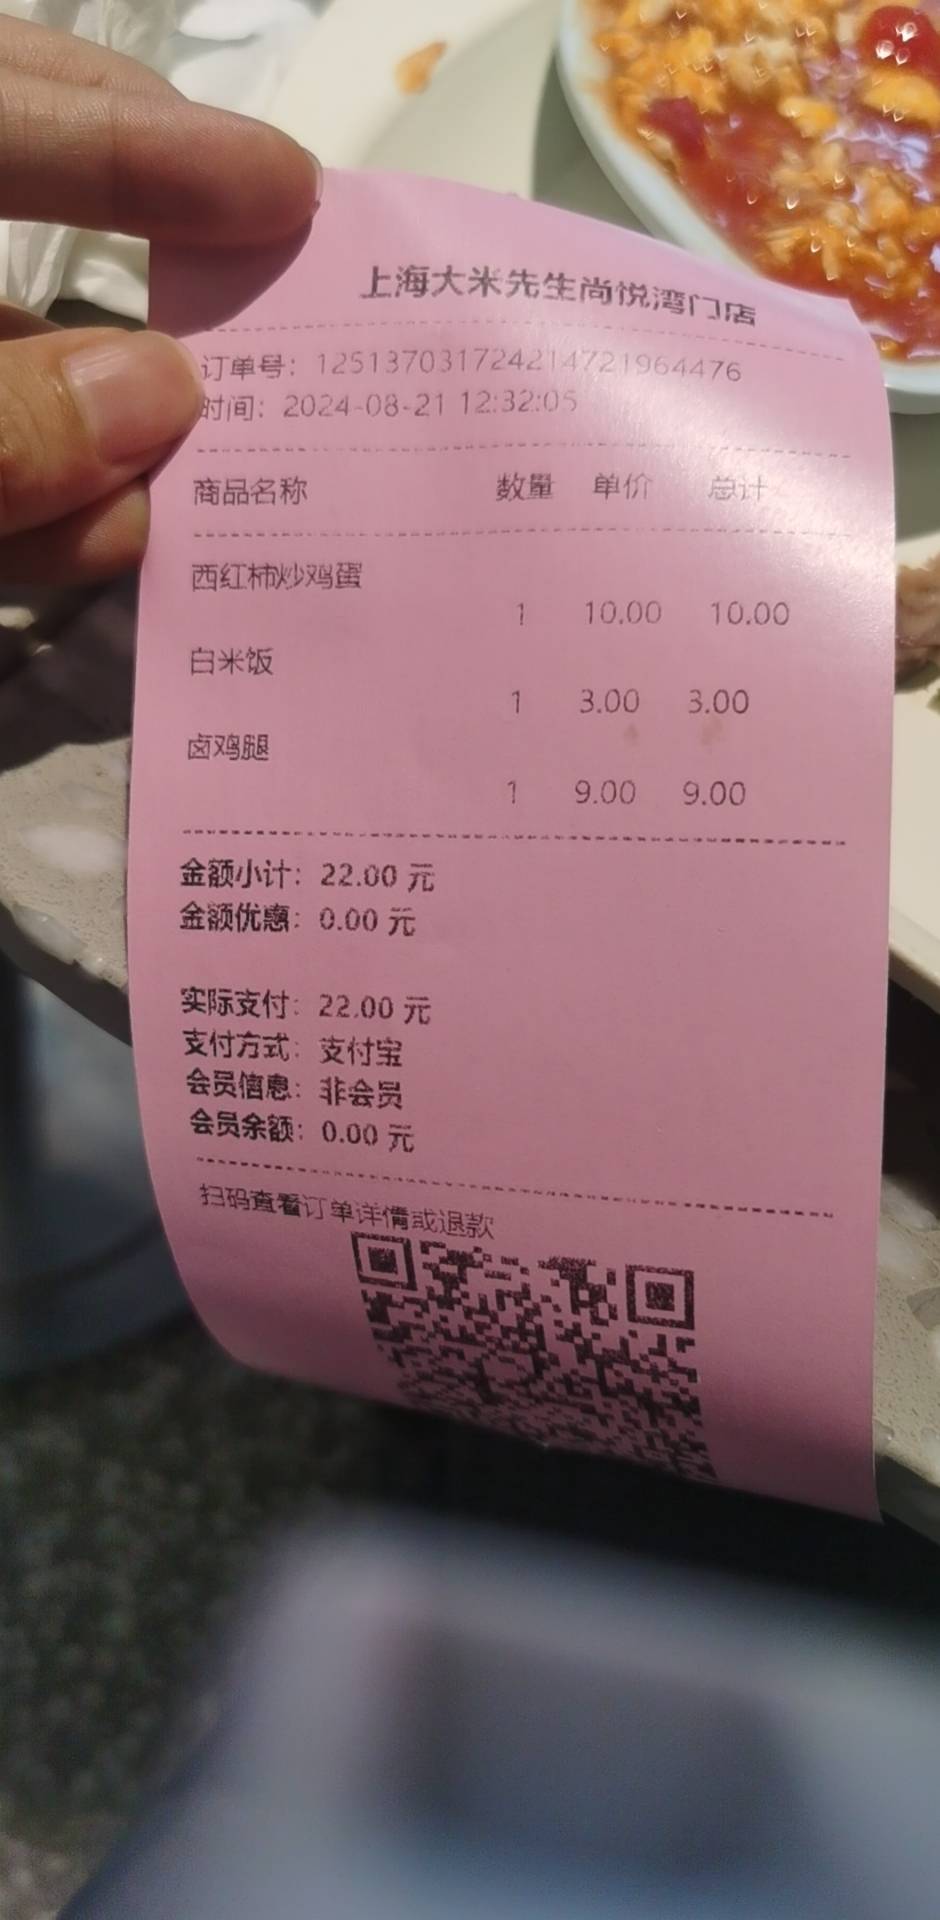 上海大米先生尚悦湾门店
订单号：125137031724214721964476
时间：2024-08-21 12:32:05
商品名称 数量 单价 总计
西红柿炒鸡蛋
1 10.00 10.00
白米饭
1 3.00 3.00
卤鸡腿
1 9.00 9.00
金额小计：22.00 元
金额优惠：0.00 元
实际支付：22.00 元
支付方式：支付宝
会员信息：非会员
会员余额：0.00 元
扫码查看订单详情或退款